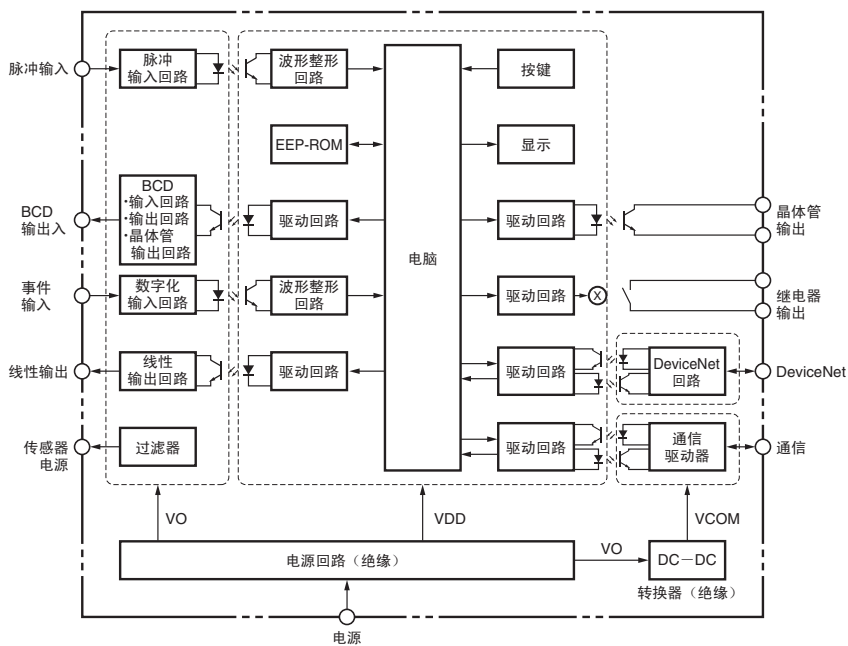 脉冲输入
脉冲
输入回路
波形整形
回路
按键
EEP-ROM
显示
BCD
输出入
BCD
·输入回路
·输出回路
·晶体管
输出回路
驱动回路
电脑
驱动回路
晶体管
输出
事件
输入
数字化
输入回路
波形整形
回路
驱动回路
X
继电器
输出
线性输出
线性
输出回路
驱动回路
驱动回路
DeviceNet
回路
DeviceNet
传感器
电源
过滤器
驱动回路
通信
驱动器
通信
VO
VDD
VCOM
电源回路（绝缘）
VO
DC－DC
转换器（绝缘）
电源